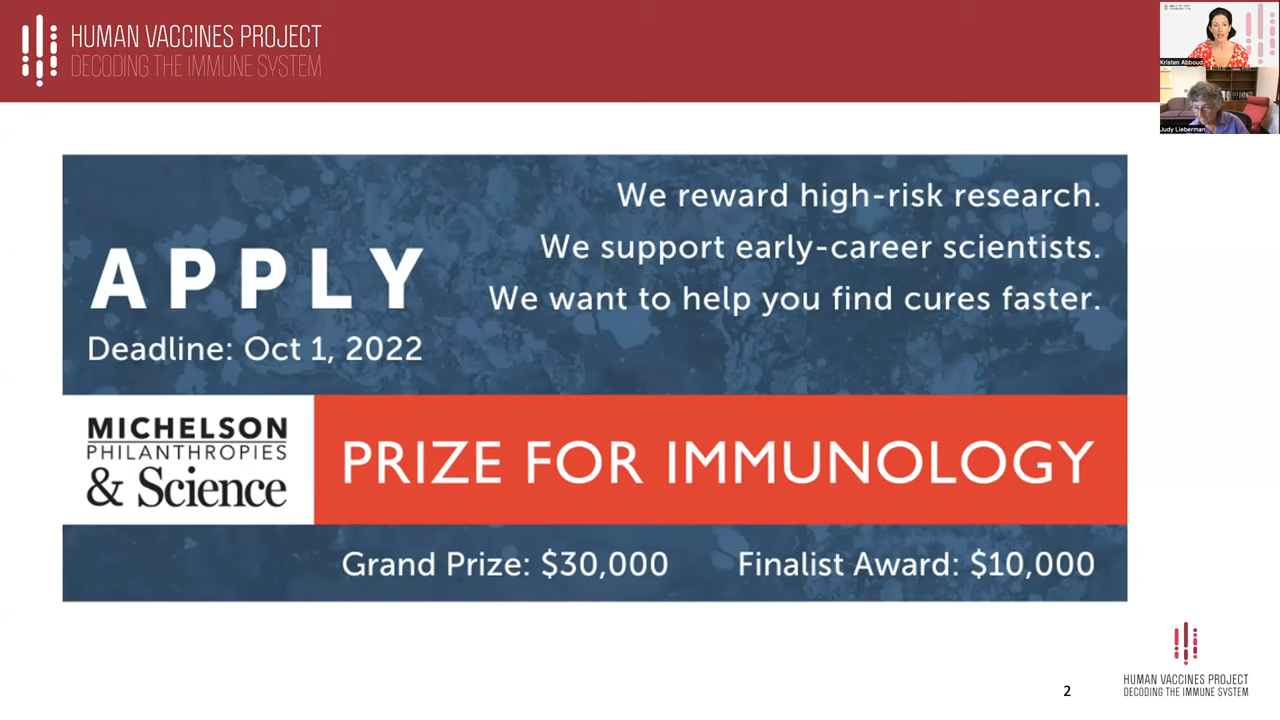 HUMAN VACCINES PROJECT
DECODING THE IMMUNE SYSTEM
Kristen Abboud
Judy Lieberman
We reward high-risk research.
We support early-career scientists.
We want to help you find cures faster.
APPLY
Deadline: Oct 1, 2022
MICHELSON
PHILANTHROPIES
& Science
PRIZE FOR IMMUNOLOGY
Grand Prize: $30,000
Finalist Award: $10,000
2
HUMAN VACCINES PROJECT
DECODING THE IMMUNE SYSTEM